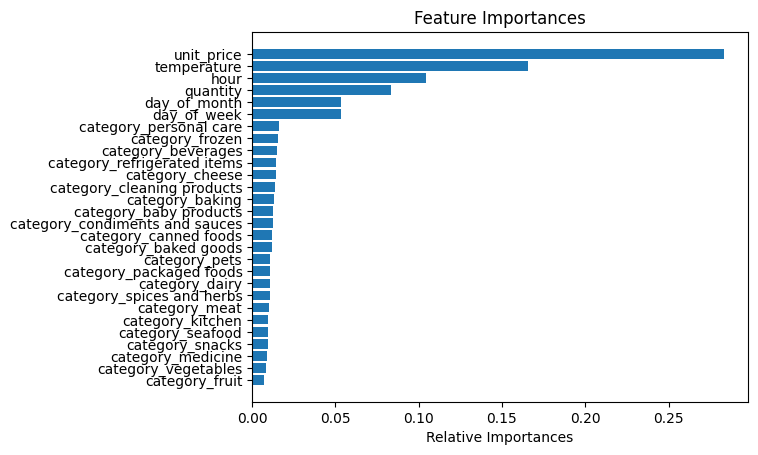 Feature Importances
unit_price
temperature
hour
quantity
day_of_month
day_of_week
category_personal care
category_frozen
category_beverages
category_refrigerated items
category_cheese
category_cleaning products
category_baking
category_baby products
category_condiments and sauces
category_canned foods
category_baked goods
category_pets
category_packaged foods
category_dairy
category_spices and herbs
category_meat
category_kitchen
category_seafood
category_snacks
category_medicine
category_vegetables
category_fruit
0.00 0.05 0.10 0.15 0.20 0.25
Relative Importances